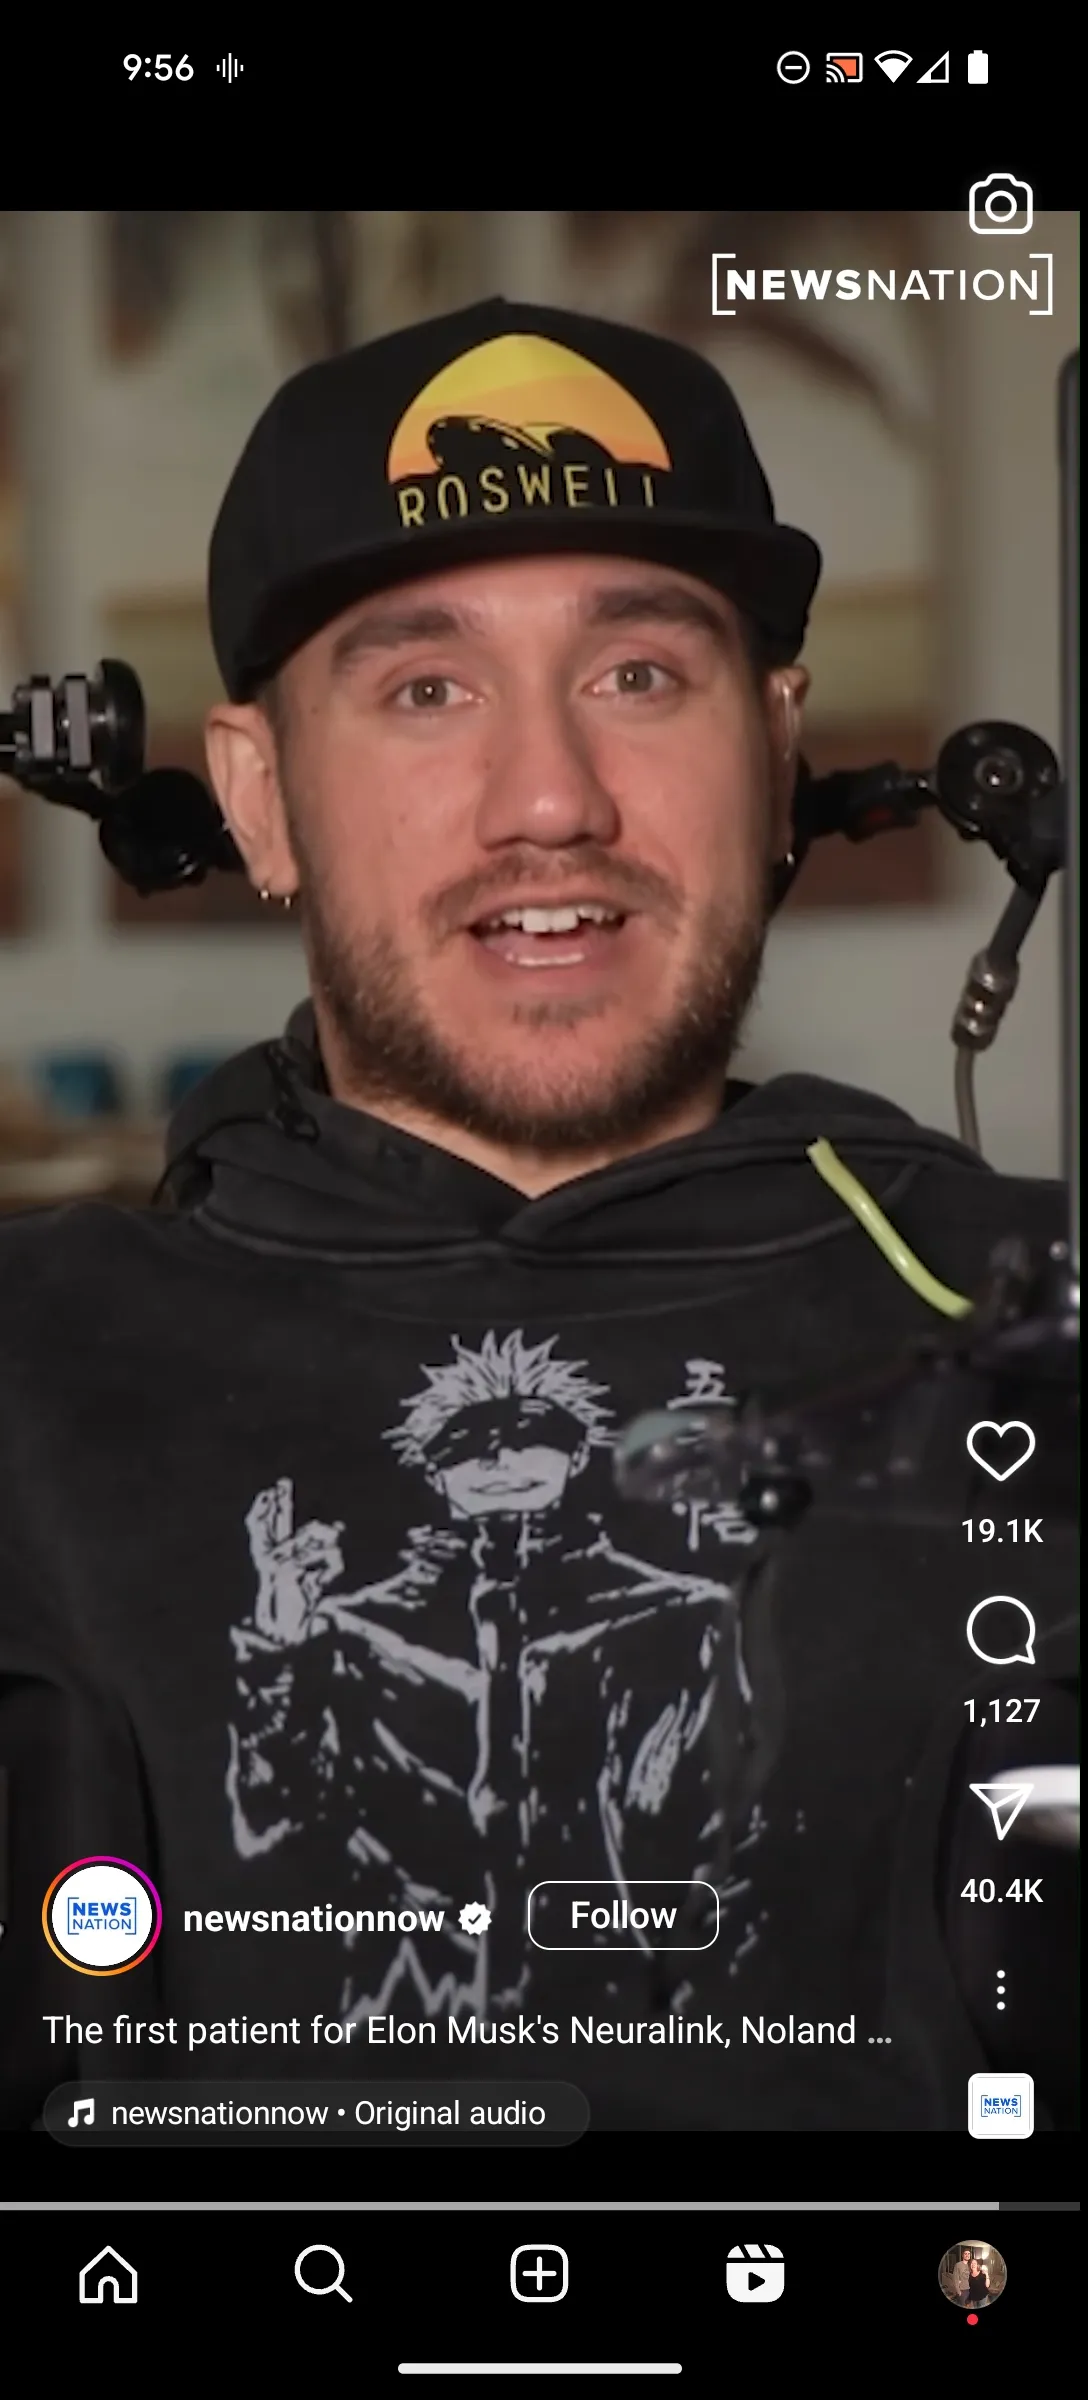 9:56
[NEWSNATION]
ROSWELL
五
悟
19.1K
1,127
40.4K
NEWS
NATION
newsnationnow
Follow
The first patient for Elon Musk's Neuralink, Noland ...
newsnationnow • Original audio
NEWS
NATION